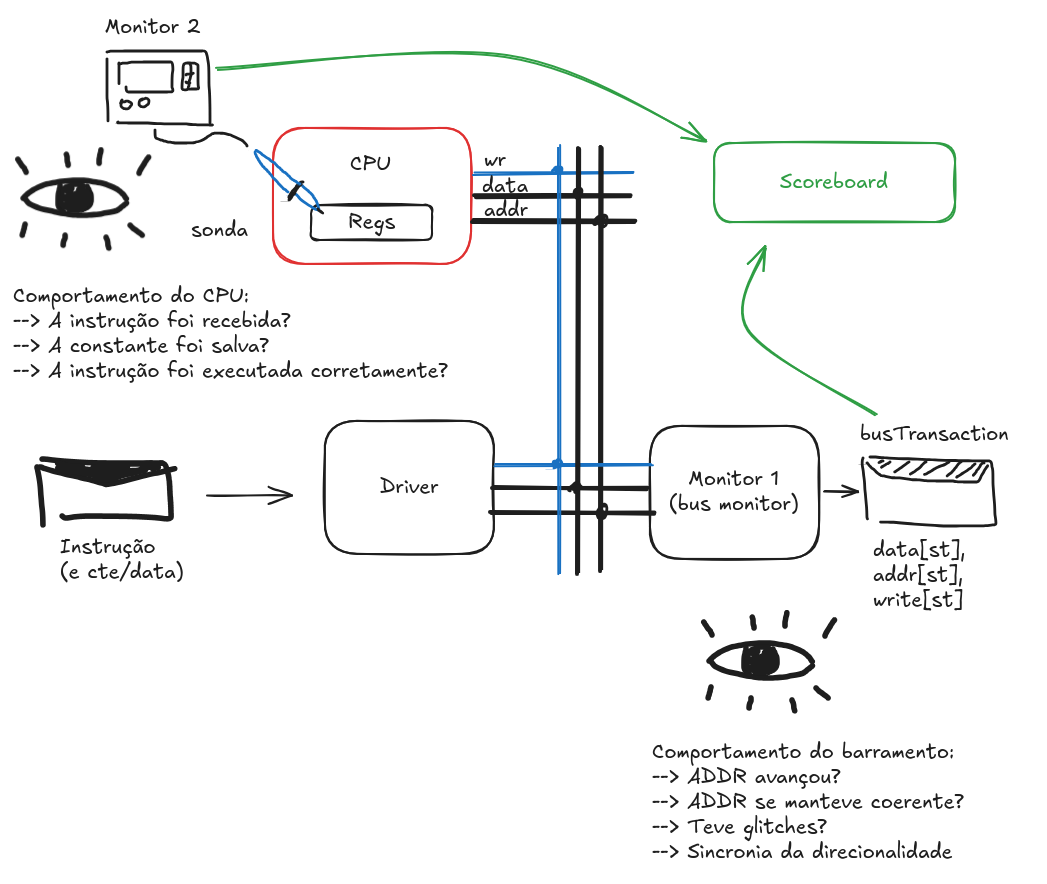 Monitor 2
CPU
wr
data
addr
Regs
sonda
Scoreboard
Comportamento do CPU:
--> A instrução foi recebida?
--> A constante foi salva?
--> A instrução foi executada corretamente?
Driver
Monitor 1
(bus monitor)
busTransaction
Instrução
(e cte/data)
data[st],
addr[st],
write[st]
Comportamento do barramento:
--> ADDR avançou?
--> ADDR se manteve coerente?
--> Teve glitches?
--> Sincronia da direcionalidade